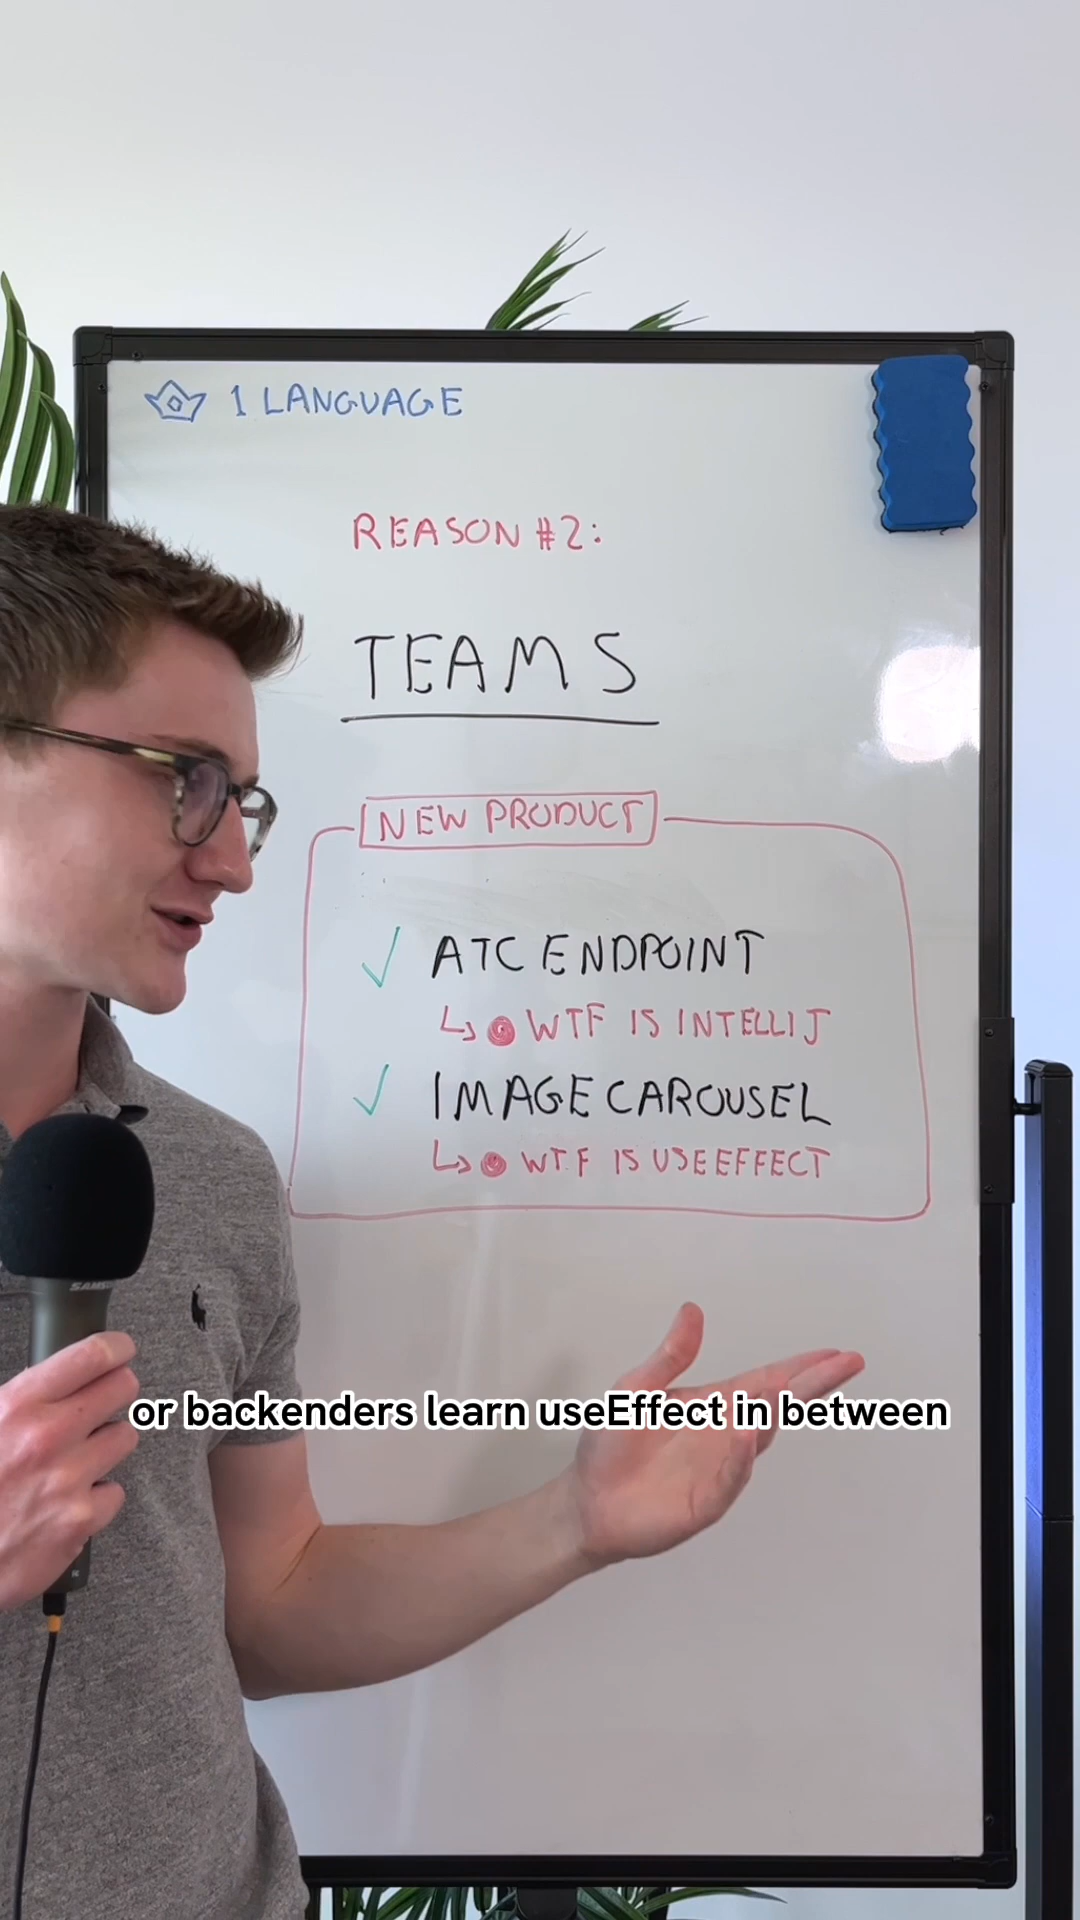 1 LANGUAGE
REASON #2:
TEAMS
NEW PRODUCT
ATC ENDPOINT
WTF IS INTELLIJ
IMAGE CAROUSEL
WTF IS USEEFFECT
SAMS
or backenders learn useEffect in between